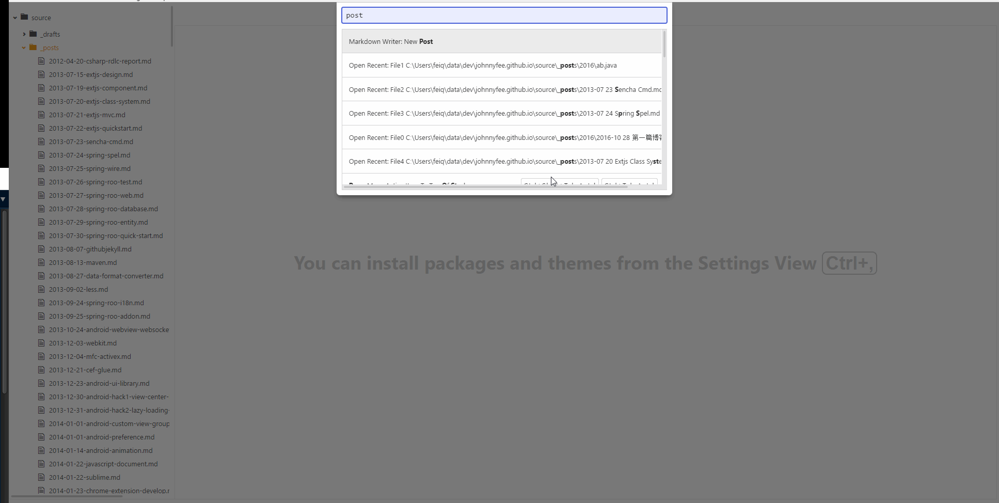 source
_drafts
_posts
2012-04-20-csharp-rdlc-report.md
2013-07-15-extjs-design.md
2013-07-19-extjs-component.md
2013-07-20-extjs-class-system.md
2013-07-21-extjs-mvc.md
2013-07-22-extjs-quickstart.md
2013-07-23-sencha-cmd.md
2013-07-24-spring-spel.md
2013-07-25-spring-wire.md
2013-07-26-spring-roo-test.md
2013-07-27-spring-roo-web.md
2013-07-28-spring-roo-database.md
2013-07-29-spring-roo-entity.md
2013-07-30-spring-roo-quick-start.md
2013-08-07-githubjekyll.md
2013-08-13-maven.md
2013-08-27-data-format-converter.md
2013-09-02-less.md
2013-09-24-spring-roo-i18n.md
2013-09-25-spring-roo-addon.md
2013-10-24-android-webview-websocke
2013-12-03-webkit.md
2013-12-04-mfc-activex.md
2013-12-21-cef-glue.md
2013-12-23-android-ui-library.md
2013-12-30-android-hack1-view-center-
2013-12-31-android-hack2-lazy-loading-
2014-01-01-android-custom-view-group
2014-01-01-android-preference.md
2014-01-14-android-animation.md
2014-01-22-javascript-document.md
2014-01-22-sublime.md
2014-01-23-chrome-extension-develop.r
post
Markdown Writer: New Post
Open Recent: File1 C:\Users\feiq\data\dev\johnnyfee.github.io\source\_posts\2016\ab.java
Open Recent: File2 C:\Users\feiq\data\dev\johnnyfee.github.io\source\_posts\2013-07 23 Sencha Cmd.mc
Open Recent: File3 C:\Users\feiq\data\dev\johnnyfee.github.io\source\_posts\2013-07 24 Spring Spel.md
Open Recent: File0 C:\Users\feiq\data\dev\johnnyfee.github.io\source\_posts\2016\2016-10 28 第一篇博客
Open Recent: File4 C:\Users\feiq\data\dev\johnnyfee.github.io\source\_posts\2013-07 20 Extjs Class Syste
You can install packages and themes from the Settings View Ctrl+,